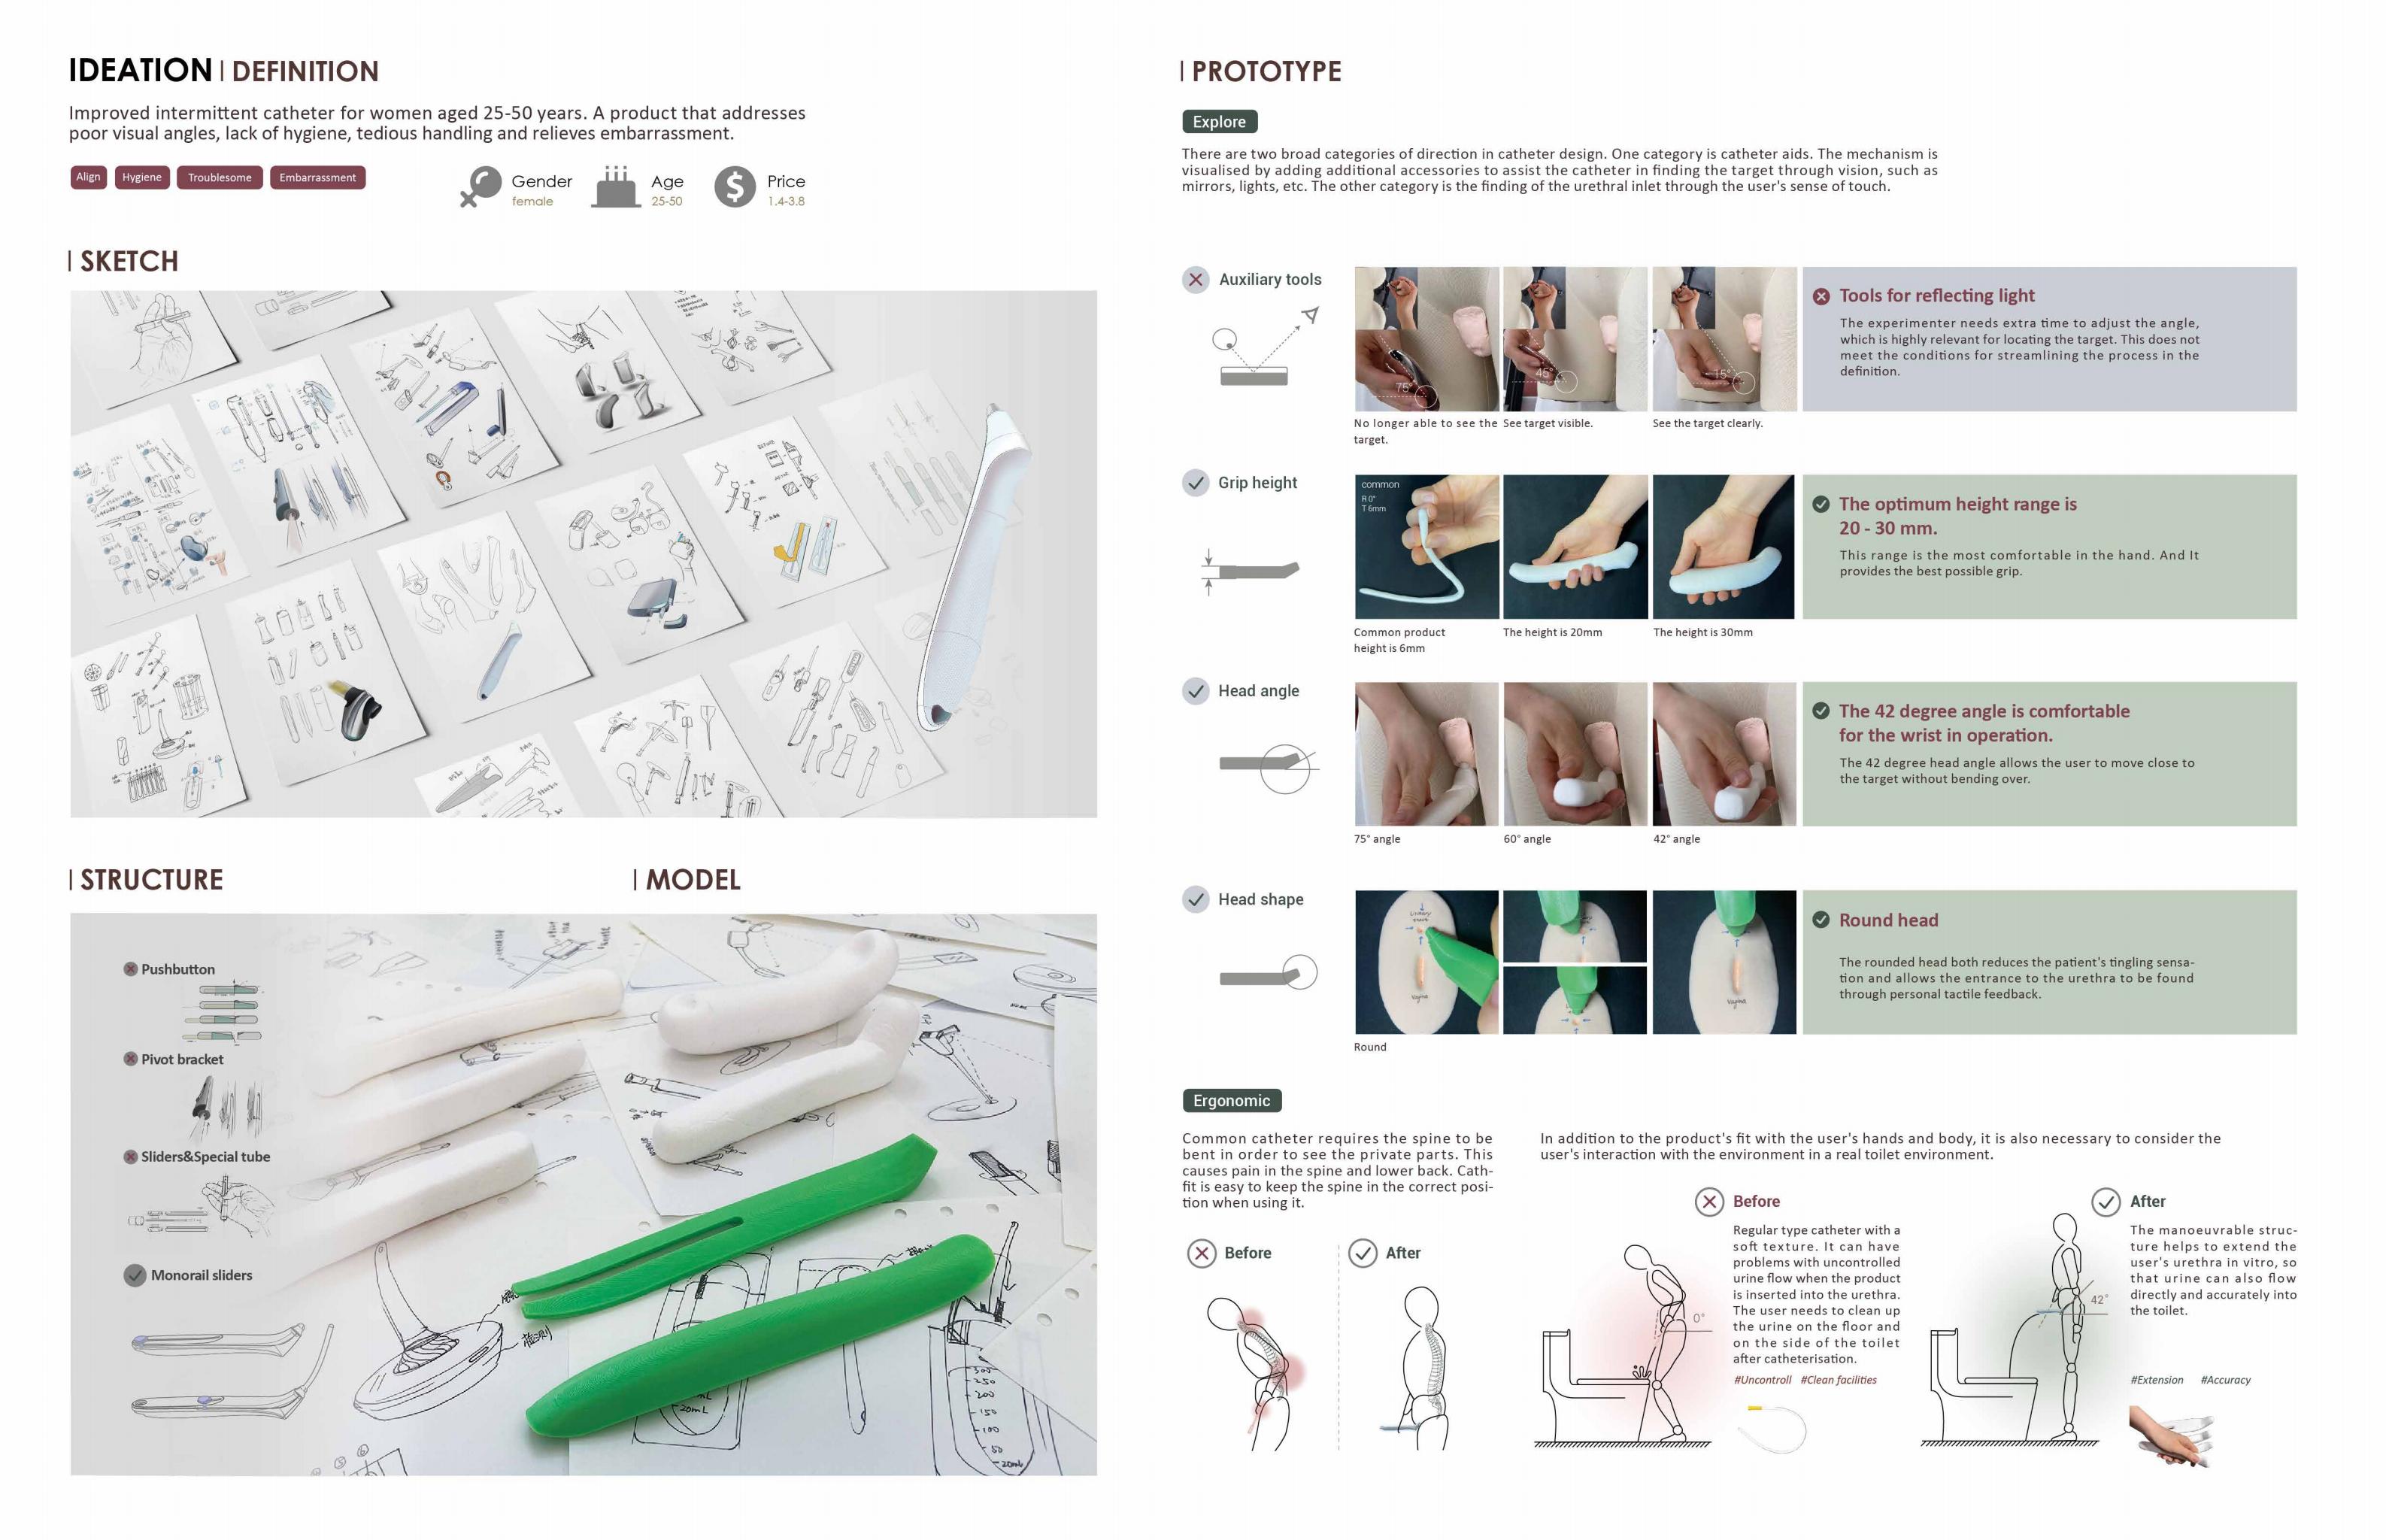 IDEATION | DEFINITION
Improved intermittent catheter for women aged 25-50 years. A product that addresses
poor visual angles, lack of hygiene, tedious handling and relieves embarrassment.
Align
Hygiene
Troublesome
Embarrassment
Gender
female
Age
25-50
Price
1.4-3.8
| SKETCH
| STRUCTURE
| MODEL
Pushbutton
Pivot bracket
Sliders&Special tube
Monorail sliders
20mL
300
250
200
150
100
50
20mL
| PROTOTYPE
Explore
There are two broad categories of direction in catheter design. One category is catheter aids. The mechanism is
visualised by adding additional accessories to assist the catheter in finding the target through vision, such as
mirrors, lights, etc. The other category is the finding of the urethral inlet through the user's sense of touch.
Auxiliary tools
75°
45°
15°
No longer able to see the
target.
See target visible.
See the target clearly.
Tools for reflecting light
The experimenter needs extra time to adjust the angle,
which is highly relevant for locating the target. This does not
meet the conditions for streamlining the process in the
definition.
Grip height
common
R 0°
T 6mm
Common product
height is 6mm
The height is 20mm
The height is 30mm
The optimum height range is
20 - 30 mm.
This range is the most comfortable in the hand. And It
provides the best possible grip.
Head angle
75° angle
60° angle
42° angle
The 42 degree angle is comfortable
for the wrist in operation.
The 42 degree head angle allows the user to move close to
the target without bending over.
Head shape
Vagina
Vagina
Round
Round head
The rounded head both reduces the patient's tingling sensa-
tion and allows the entrance to the urethra to be found
through personal tactile feedback.
Ergonomic
Common catheter requires the spine to be
bent in order to see the private parts. This
causes pain in the spine and lower back. Cath-
fit is easy to keep the spine in the correct posi-
tion when using it.
Before
After
In addition to the product's fit with the user's hands and body, it is also necessary to consider the
user's interaction with the environment in a real toilet environment.
Before
Regular type catheter with a
soft texture. It can have
problems with uncontrolled
urine flow when the product
is inserted into the urethra.
The user needs to clean up
the urine on the floor and
on the side of the toilet
after catheterisation.
#Uncontroll #Clean facilities
0°
After
The manoeuvrable struc-
ture helps to extend the
user's urethra in vitro, so
that urine can also flow
directly and accurately into
the toilet.
#Extension #Accuracy
42°